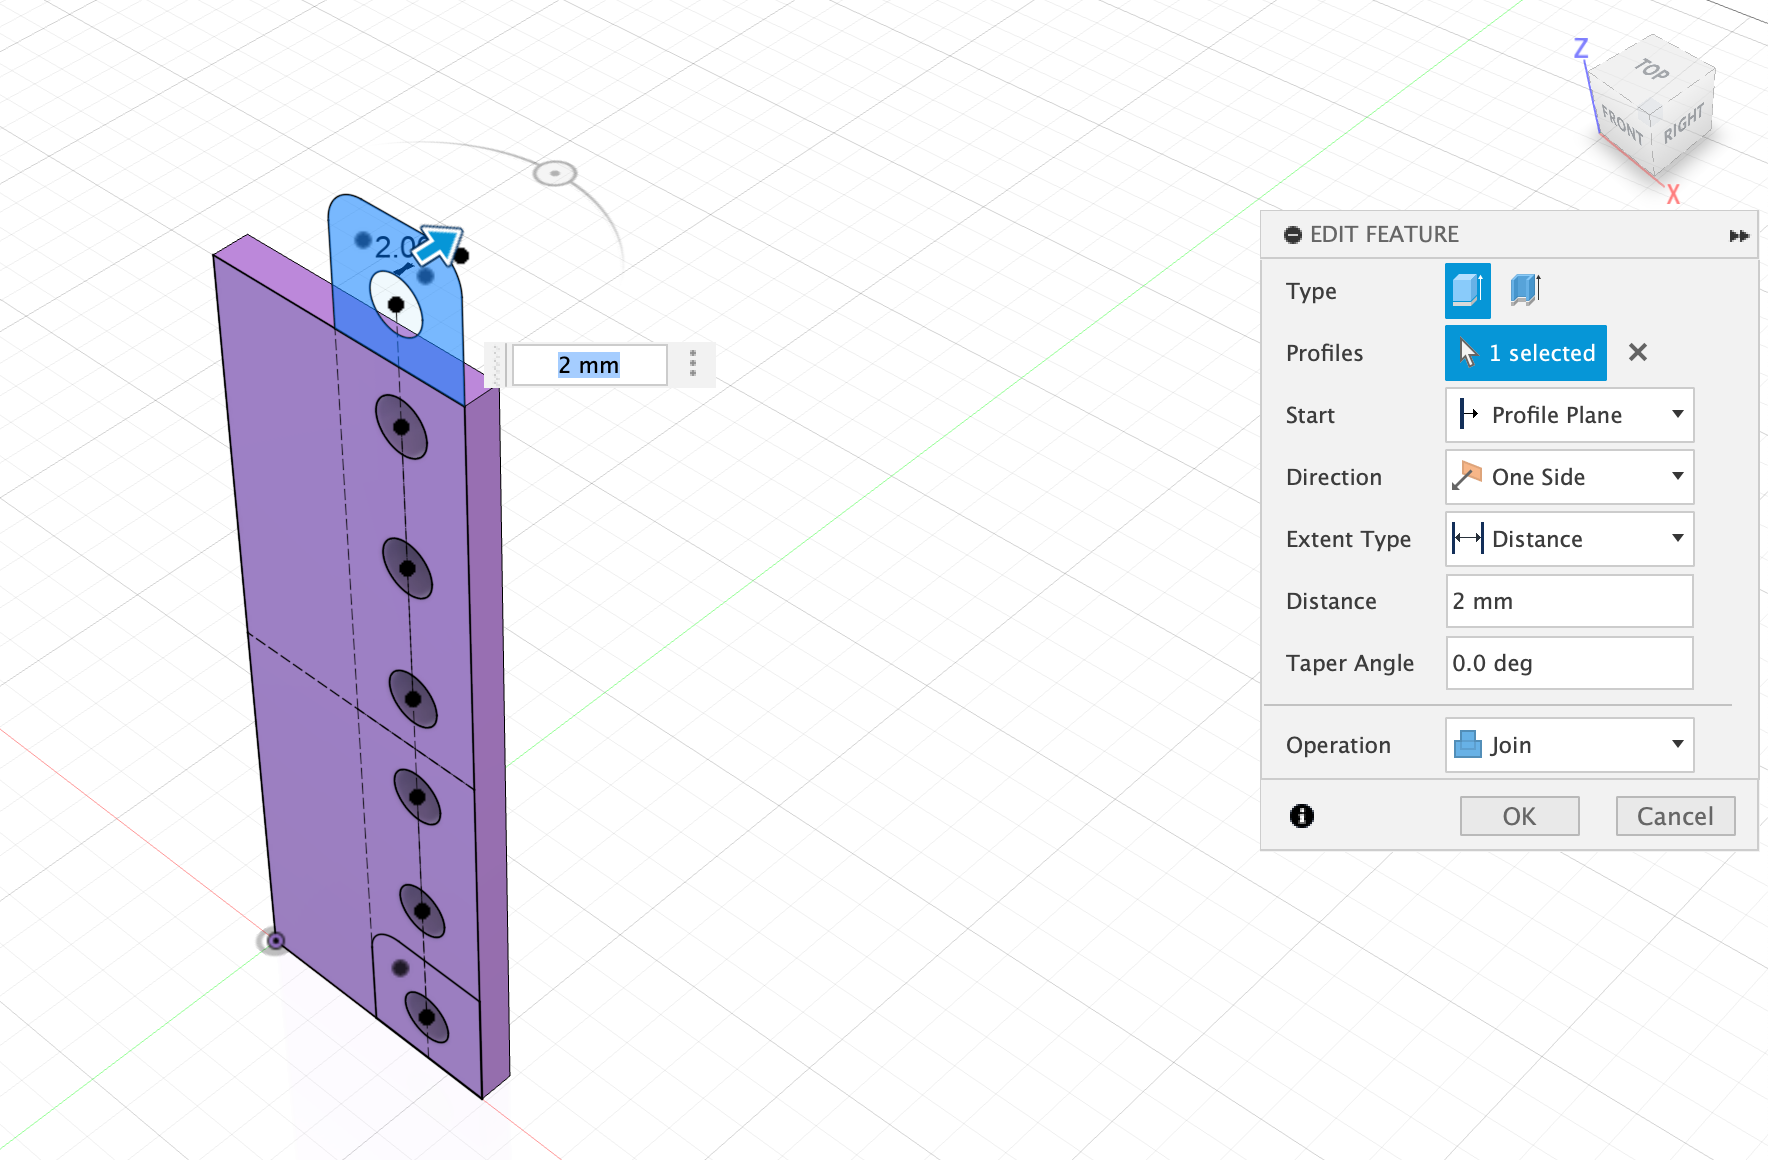 Z
TOP
FRONT
RIGHT
X
2.0
2 mm
EDIT FEATURE
Type
Profiles
1 selected
Start
Profile Plane
Direction
One Side
Extent Type
Distance
Distance
2 mm
Taper Angle
0.0 deg
Operation
Join
OK
Cancel